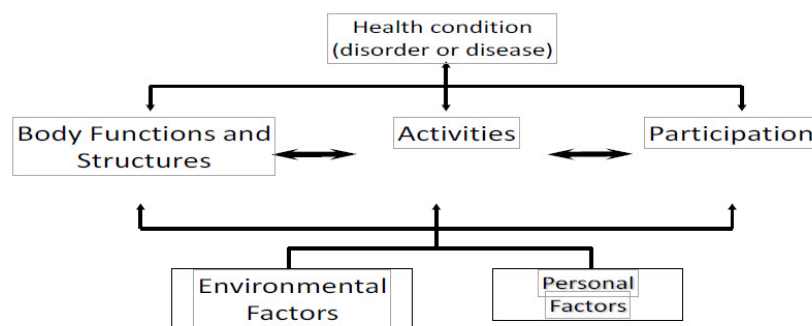 Health condition
(disorder or disease)
Body Functions and
Structures
Activities
Participation
Environmental
Factors
Personal
Factors